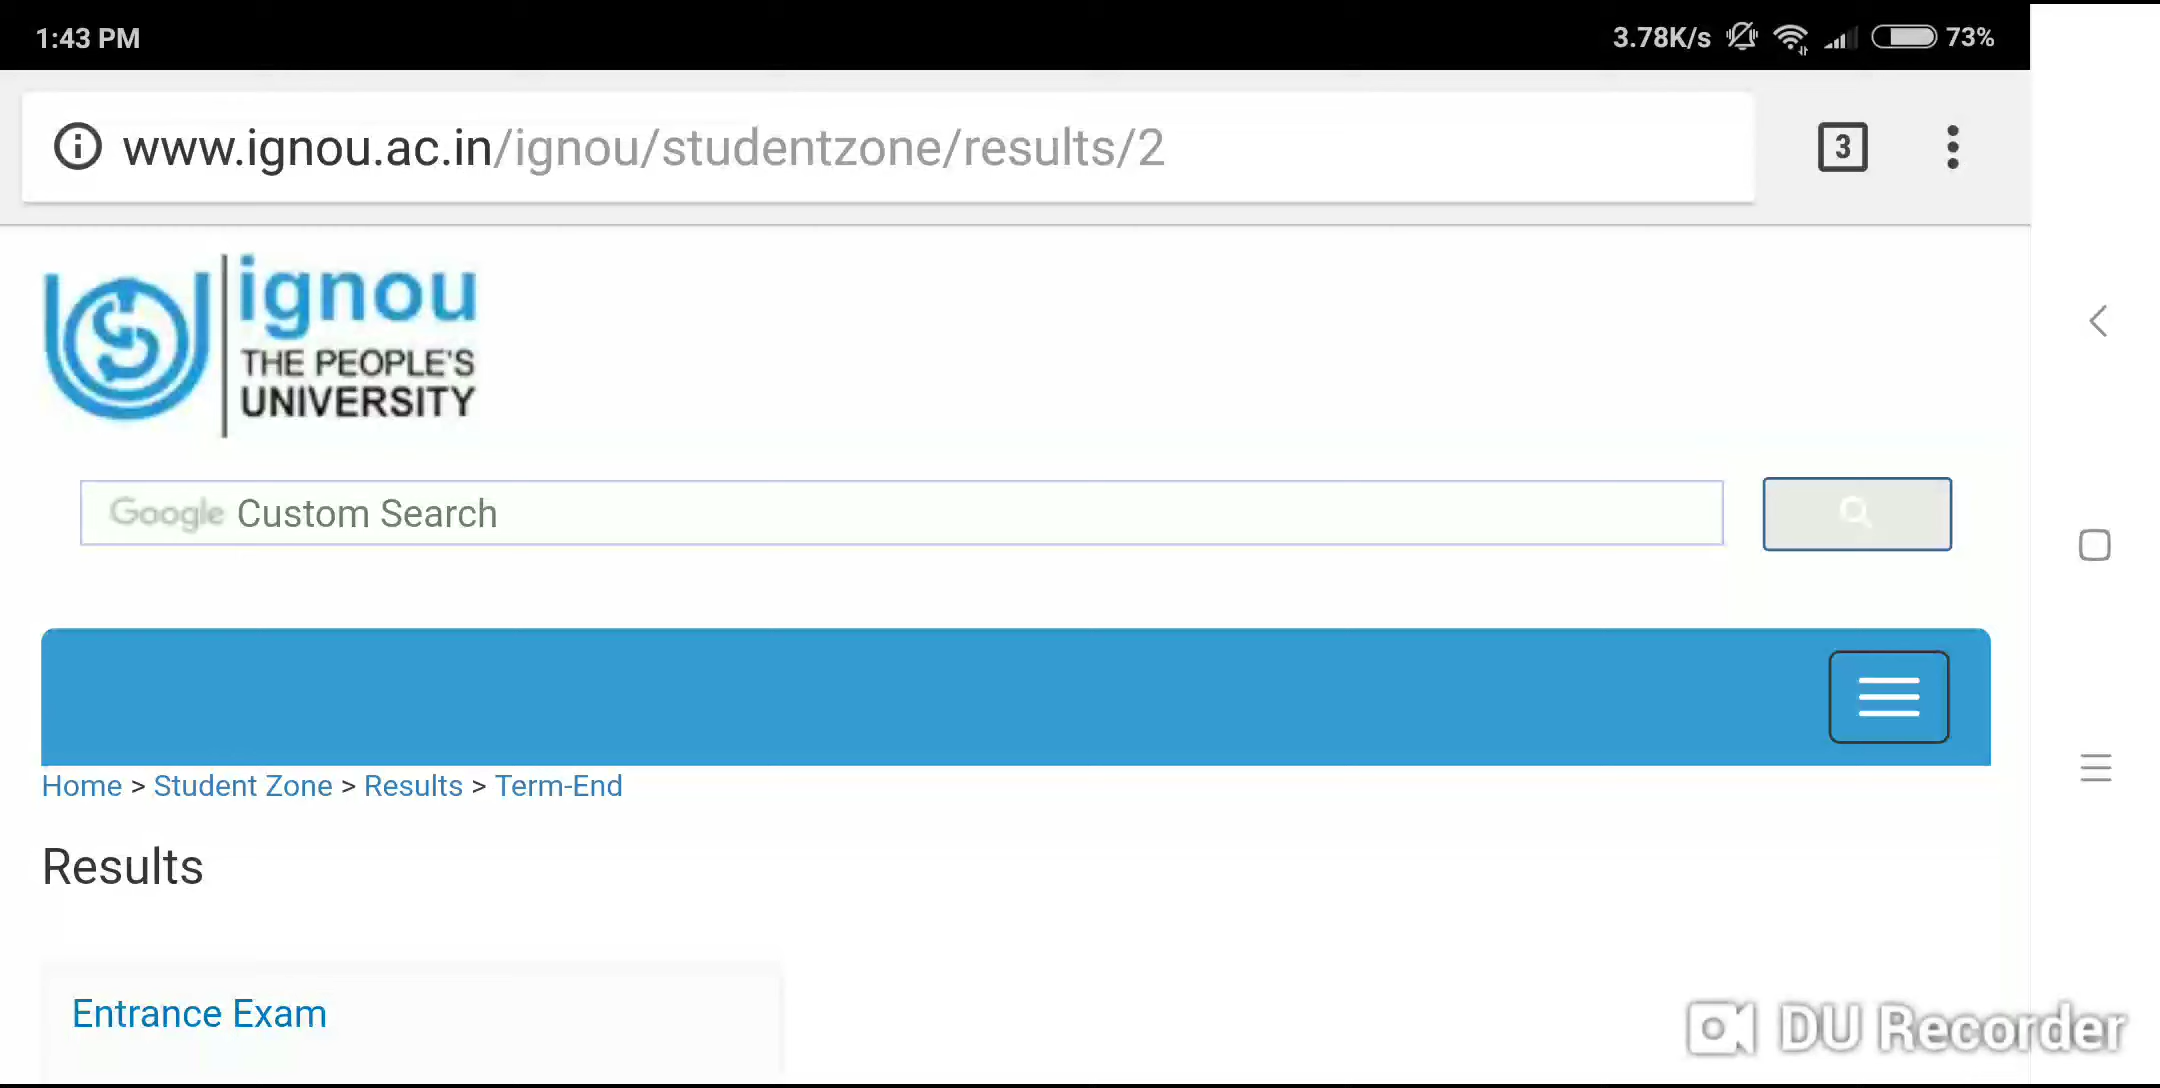 1:43 PM 3.78K/s 73%
www.ignou.ac.in/ignou/studentzone/results/2 3
ignou
THE PEOPLE'S
UNIVERSITY
Google Custom Search
Home > Student Zone > Results > Term-End
Results
Entrance Exam
DU Recorder